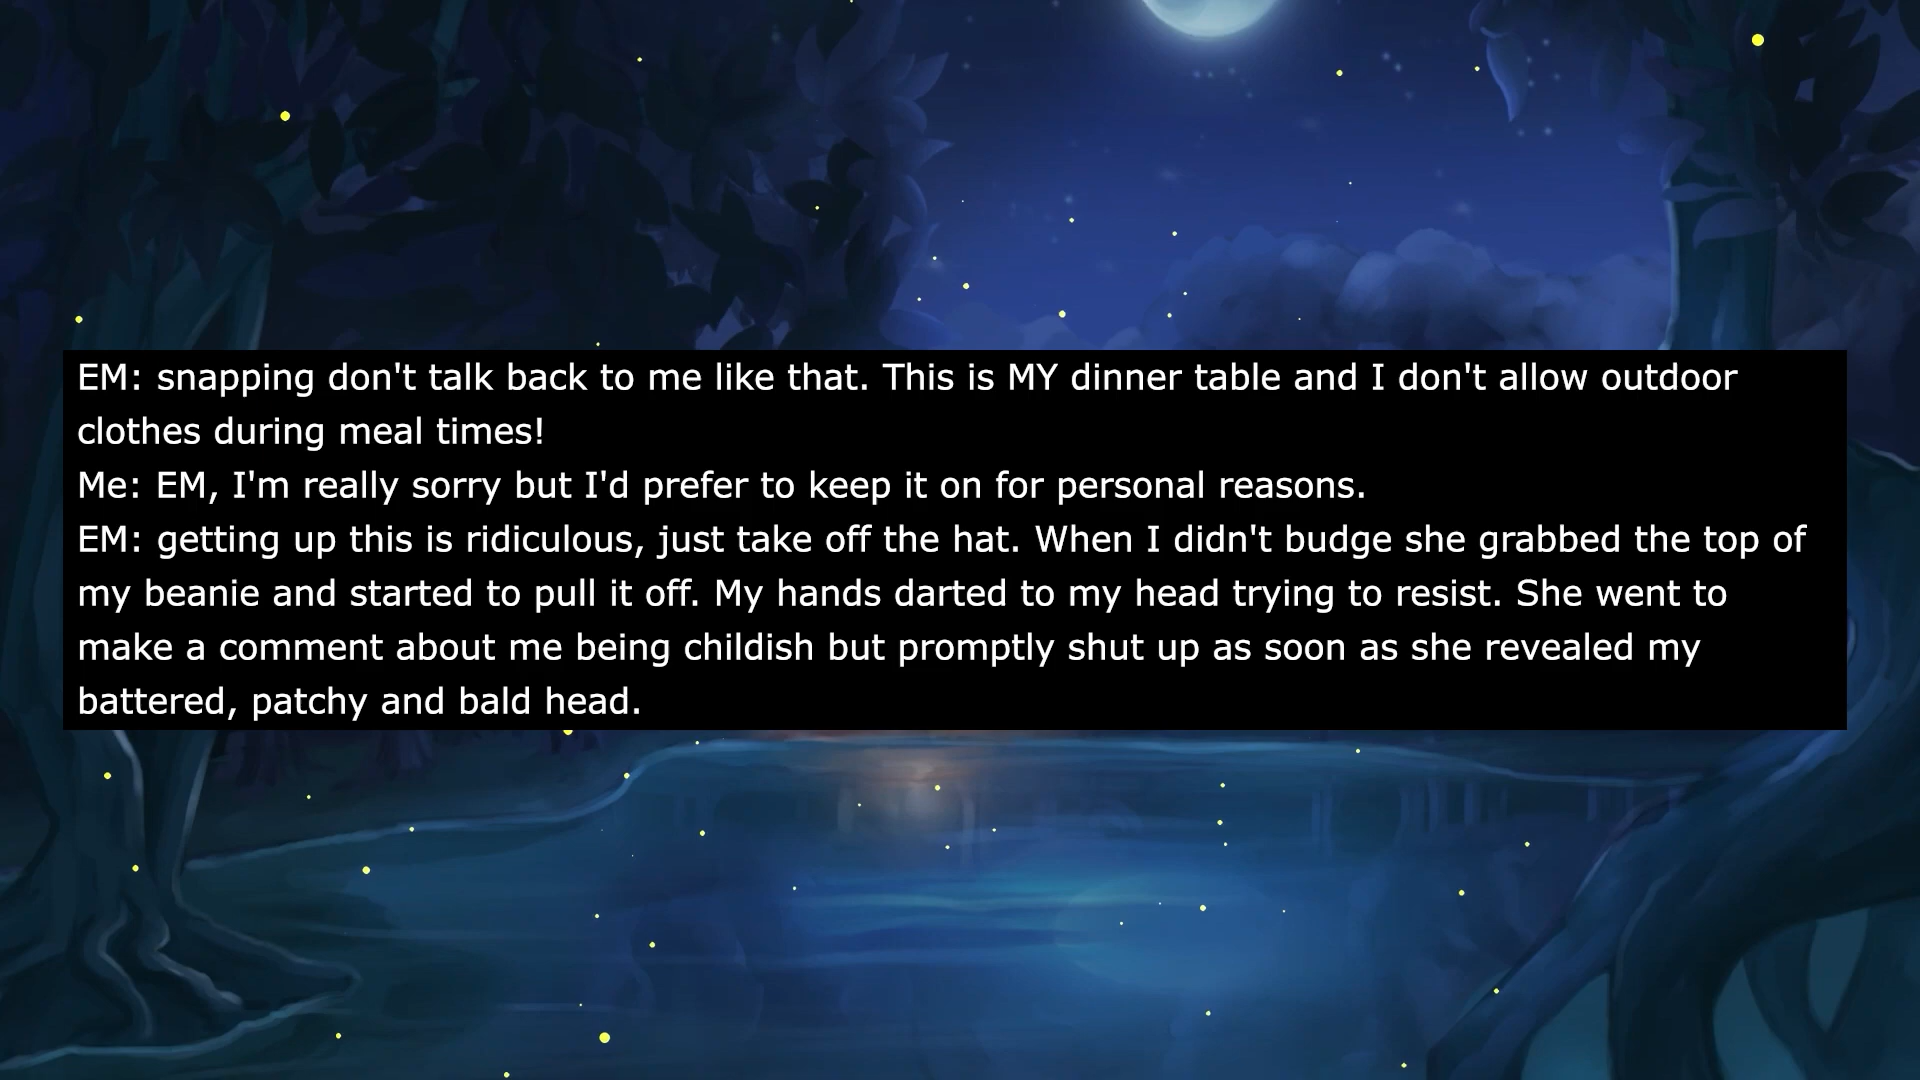 EM: snapping don't talk back to me like that. This is MY dinner table and I don't allow outdoor
clothes during meal times!
Me: EM, I'm really sorry but I'd prefer to keep it on for personal reasons.
EM: getting up this is ridiculous, just take off the hat. When I didn't budge she grabbed the top of
my beanie and started to pull it off. My hands darted to my head trying to resist. She went to
make a comment about me being childish but promptly shut up as soon as she revealed my
battered, patchy and bald head.